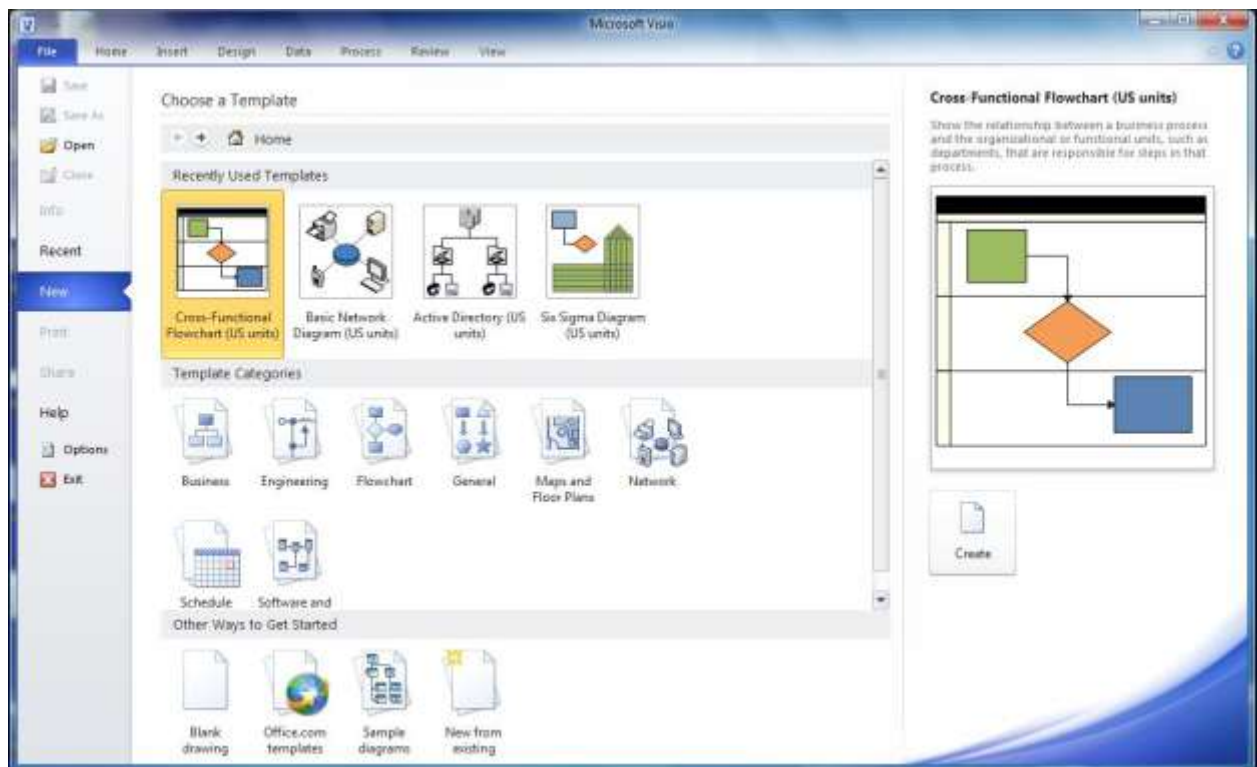 Microsoft Visio
File Home Insert Design Data Process Review View
Save
Save As
Open
Close
Info
Recent
New
Print
Share
Help
Options
Exit
Choose a Template
Home
Recently Used Templates
Cross-Functional
Flowchart (US units)
Basic Network
Diagram (US units)
Active Directory (US
units)
Six Sigma Diagram
(US units)
Template Categories
Business
Engineering
Flowchart
General
Maps and
Floor Plans
Network
Schedule
Software and
Other Ways to Get Started
Blank
drawing
Office.com
templates
Sample
diagrams
New from
existing
Cross-Functional Flowchart (US units)
Show the relationship between a business process
and the organizational or functional units, such as
departments, that are responsible for steps in that
process.
Create